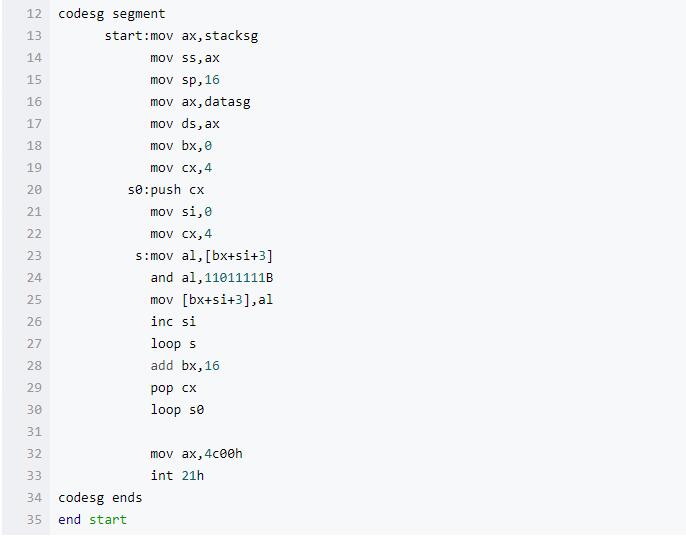 12 codesg segment
13 start:mov ax,stacksg
14 mov ss,ax
15 mov sp,16
16 mov ax,datasg
17 mov ds,ax
18 mov bx,0
19 mov cx,4
20 s0:push cx
21 mov si,0
22 mov cx,4
23 s:mov al,[bx+si+3]
24 and al,11011111B
25 mov [bx+si+3],al
26 inc si
27 loop s
28 add bx,16
29 pop cx
30 loop s0
31
32 mov ax,4c00h
33 int 21h
34 codesg ends
35 end start